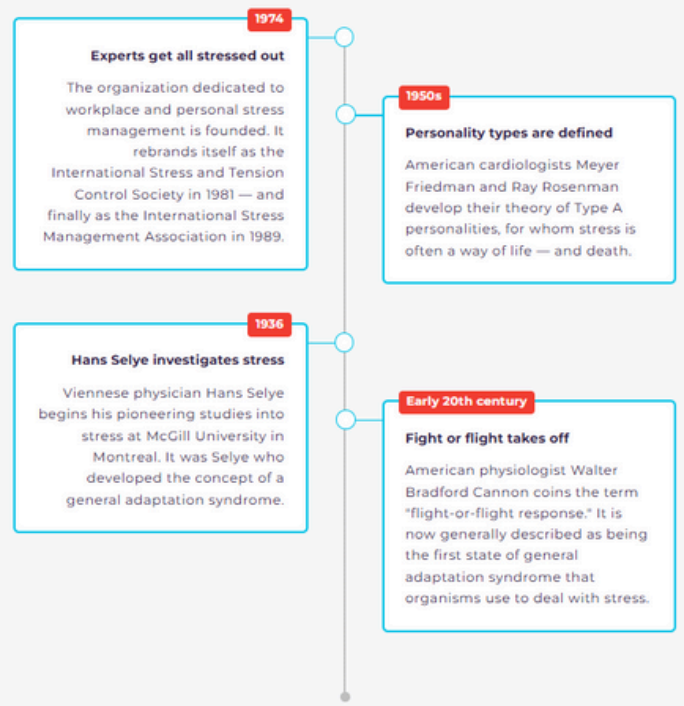 1974
Experts get all stressed out
The organization dedicated to
workplace and personal stress
management is founded. It
rebrands itself as the
International Stress and Tension
Control Society in 1981 — and
finally as the International Stress
Management Association in 1989.
1950s
Personality types are defined
American cardiologists Meyer
Friedman and Ray Rosenman
develop their theory of Type A
personalities, for whom stress is
often a way of life — and death.
1936
Hans Selye investigates stress
Viennese physician Hans Selye
begins his pioneering studies into
stress at McGill University in
Montreal. It was Selye who
developed the concept of a
general adaptation syndrome.
Early 20th century
Fight or flight takes off
American physiologist Walter
Bradford Cannon coins the term
"flight-or-flight response." It is
now generally described as being
the first state of general
adaptation syndrome that
organisms use to deal with stress.